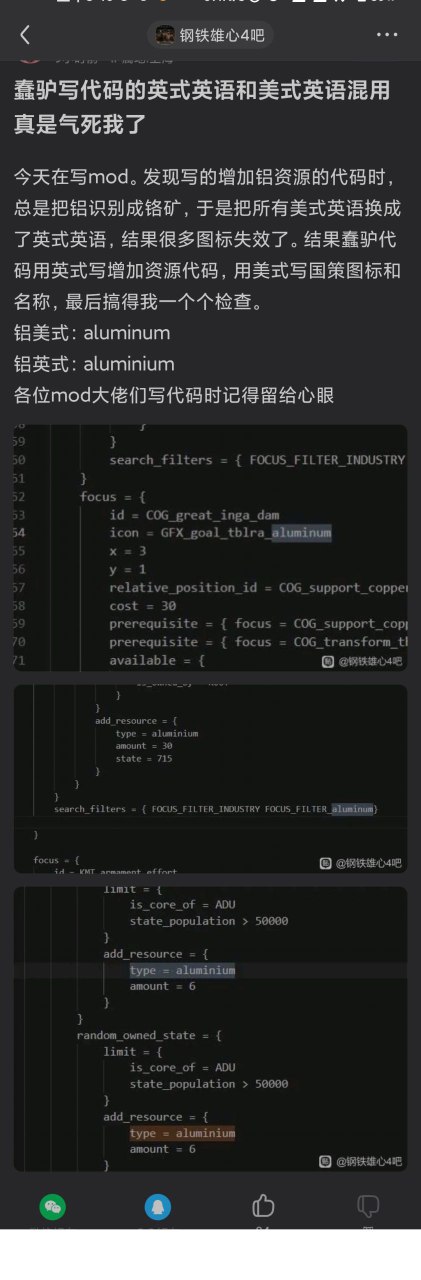 钢铁雄心4吧
蠢驴写代码的英式英语和美式英语混用
真是气死我了
今天在写mod。发现写的增加铝资源的代码时，
总是把铝识别成铬矿，于是把所有美式英语换成
了英式英语，结果很多图标失效了。结果蠢驴代
码用英式写增加资源代码，用美式写国策图标和
名称，最后搞得我一个个检查。
铝美式：aluminum
铝英式：aluminium
各位mod大佬们写代码时记得留给心眼
59 }
60 search_filters = { FOCUS_FILTER_INDUSTRY
51 }
52 focus = {
53 id = COG_great_inga_dam
54 icon = GFX_goal_tblra_aluminum
55 x = 3
56 y = 1
57 relative_position_id = COG_support_copper
58 cost = 30
59 prerequisite = { focus = COG_support_copp
70 prerequisite = { focus = COG_transform_th
71 available = {
@钢铁雄心4吧
}
}
add_resource = {
type = aluminium
amount = 30
state = 715
}
}
}
search_filters = { FOCUS_FILTER_INDUSTRY FOCUS_FILTER_aluminum}
}
focus = {
id = KMT_armament_effort
@钢铁雄心4吧
limit = {
is_core_of = ADU
state_population > 50000
}
add_resource = {
type = aluminium
amount = 6
}
}
random_owned_state = {
limit = {
is_core_of = ADU
state_population > 50000
}
add_resource = {
type = aluminium
amount = 6
}
@钢铁雄心4吧